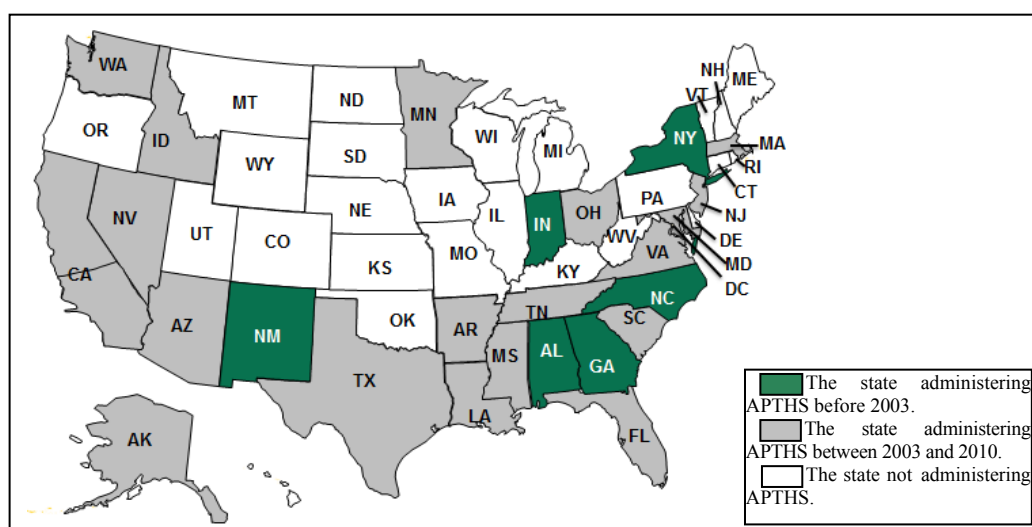 WA
MT
ND
MN
OR
ID
WY
SD
WI
MI
NY
VT
NH
ME
MA
RI
CT
NJ
DE
MD
DC
NV
UT
CO
NE
IA
IL
IN
OH
PA
WV
VA
CA
AZ
NM
KS
MO
KY
OK
AR
TN
NC
SC
TX
LA
MS
AL
GA
FL
AK
The state administering
APTHS before 2003.
The state administering
APTHS between 2003 and 2010.
The state not administering
APTHS.